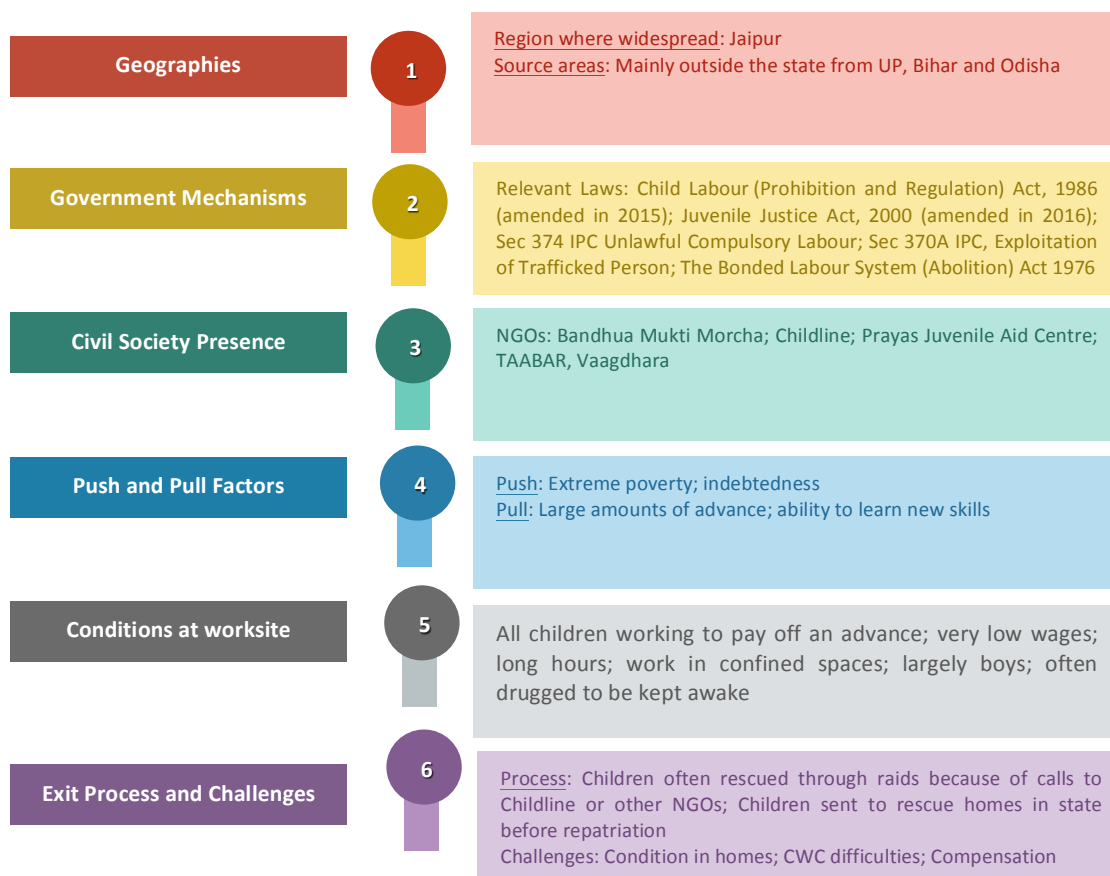 Geographies
1
Region where widespread: Jaipur
Source areas: Mainly outside the state from UP, Bihar and Odisha
Government Mechanisms
2
Relevant Laws: Child Labour (Prohibition and Regulation) Act, 1986
(amended in 2015); Juvenile Justice Act, 2000 (amended in 2016);
Sec 374 IPC Unlawful Compulsory Labour; Sec 370A IPC, Exploitation
of Trafficked Person; The Bonded Labour System (Abolition) Act 1976
Civil Society Presence
3
NGOs: Bandhua Mukti Morcha; Childline; Prayas Juvenile Aid Centre;
TAABAR, Vaagdhara
Push and Pull Factors
4
Push: Extreme poverty; indebtedness
Pull: Large amounts of advance; ability to learn new skills
Conditions at worksite
5
All children working to pay off an advance; very low wages;
long hours; work in confined spaces; largely boys; often
drugged to be kept awake
Exit Process and Challenges
6
Process: Children often rescued through raids because of calls to
Childline or other NGOs; Children sent to rescue homes in state
before repatriation
Challenges: Condition in homes; CWC difficulties; Compensation